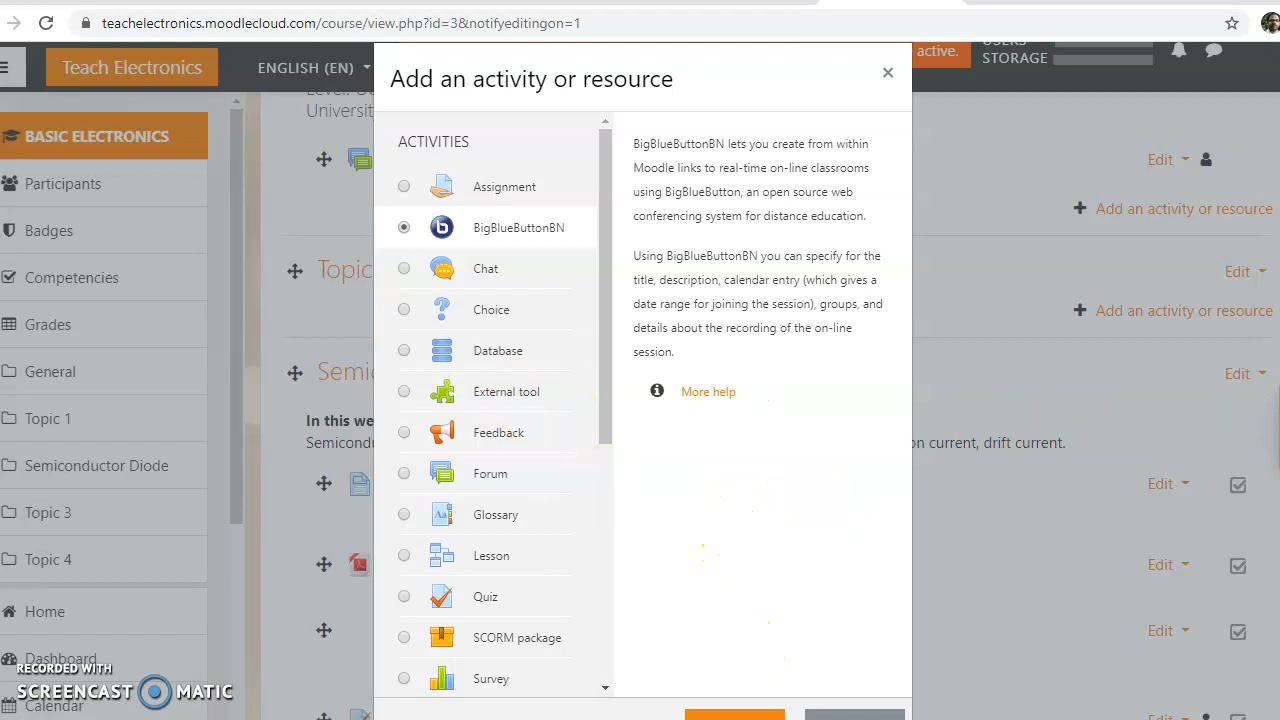 teachelectronics.moodlecloud.com/course/view.php?id=3&notifyeditingon=1
Teach Electronics
ENGLISH (EN)
active.
USERS
STORAGE
Universit
BASIC ELECTRONICS
Participants
Badges
Competencies
Grades
General
Topic 1
Semiconductor Diode
Topic 3
Topic 4
Home
Dashboard
Calendar
RECORDED WITH
SCREENCAST MATIC
Add an activity or resource
×
ACTIVITIES
Assignment
BigBlueButtonBN
Chat
Choice
Database
External tool
Feedback
Forum
Glossary
Lesson
Quiz
SCORM package
Survey
BigBlueButtonBN lets you create from within
Moodle links to real-time on-line classrooms
using BigBlueButton, an open source web
conferencing system for distance education.
Using BigBlueButtonBN you can specify for the
title, description, calendar entry (which gives a
date range for joining the session), groups, and
details about the recording of the on-line
session.
More help
Edit
Add an activity or resource
Topic
Edit
Add an activity or resource
Semic
Edit
In this we
Semicondu
on current, drift current.
Edit
Edit
Edit